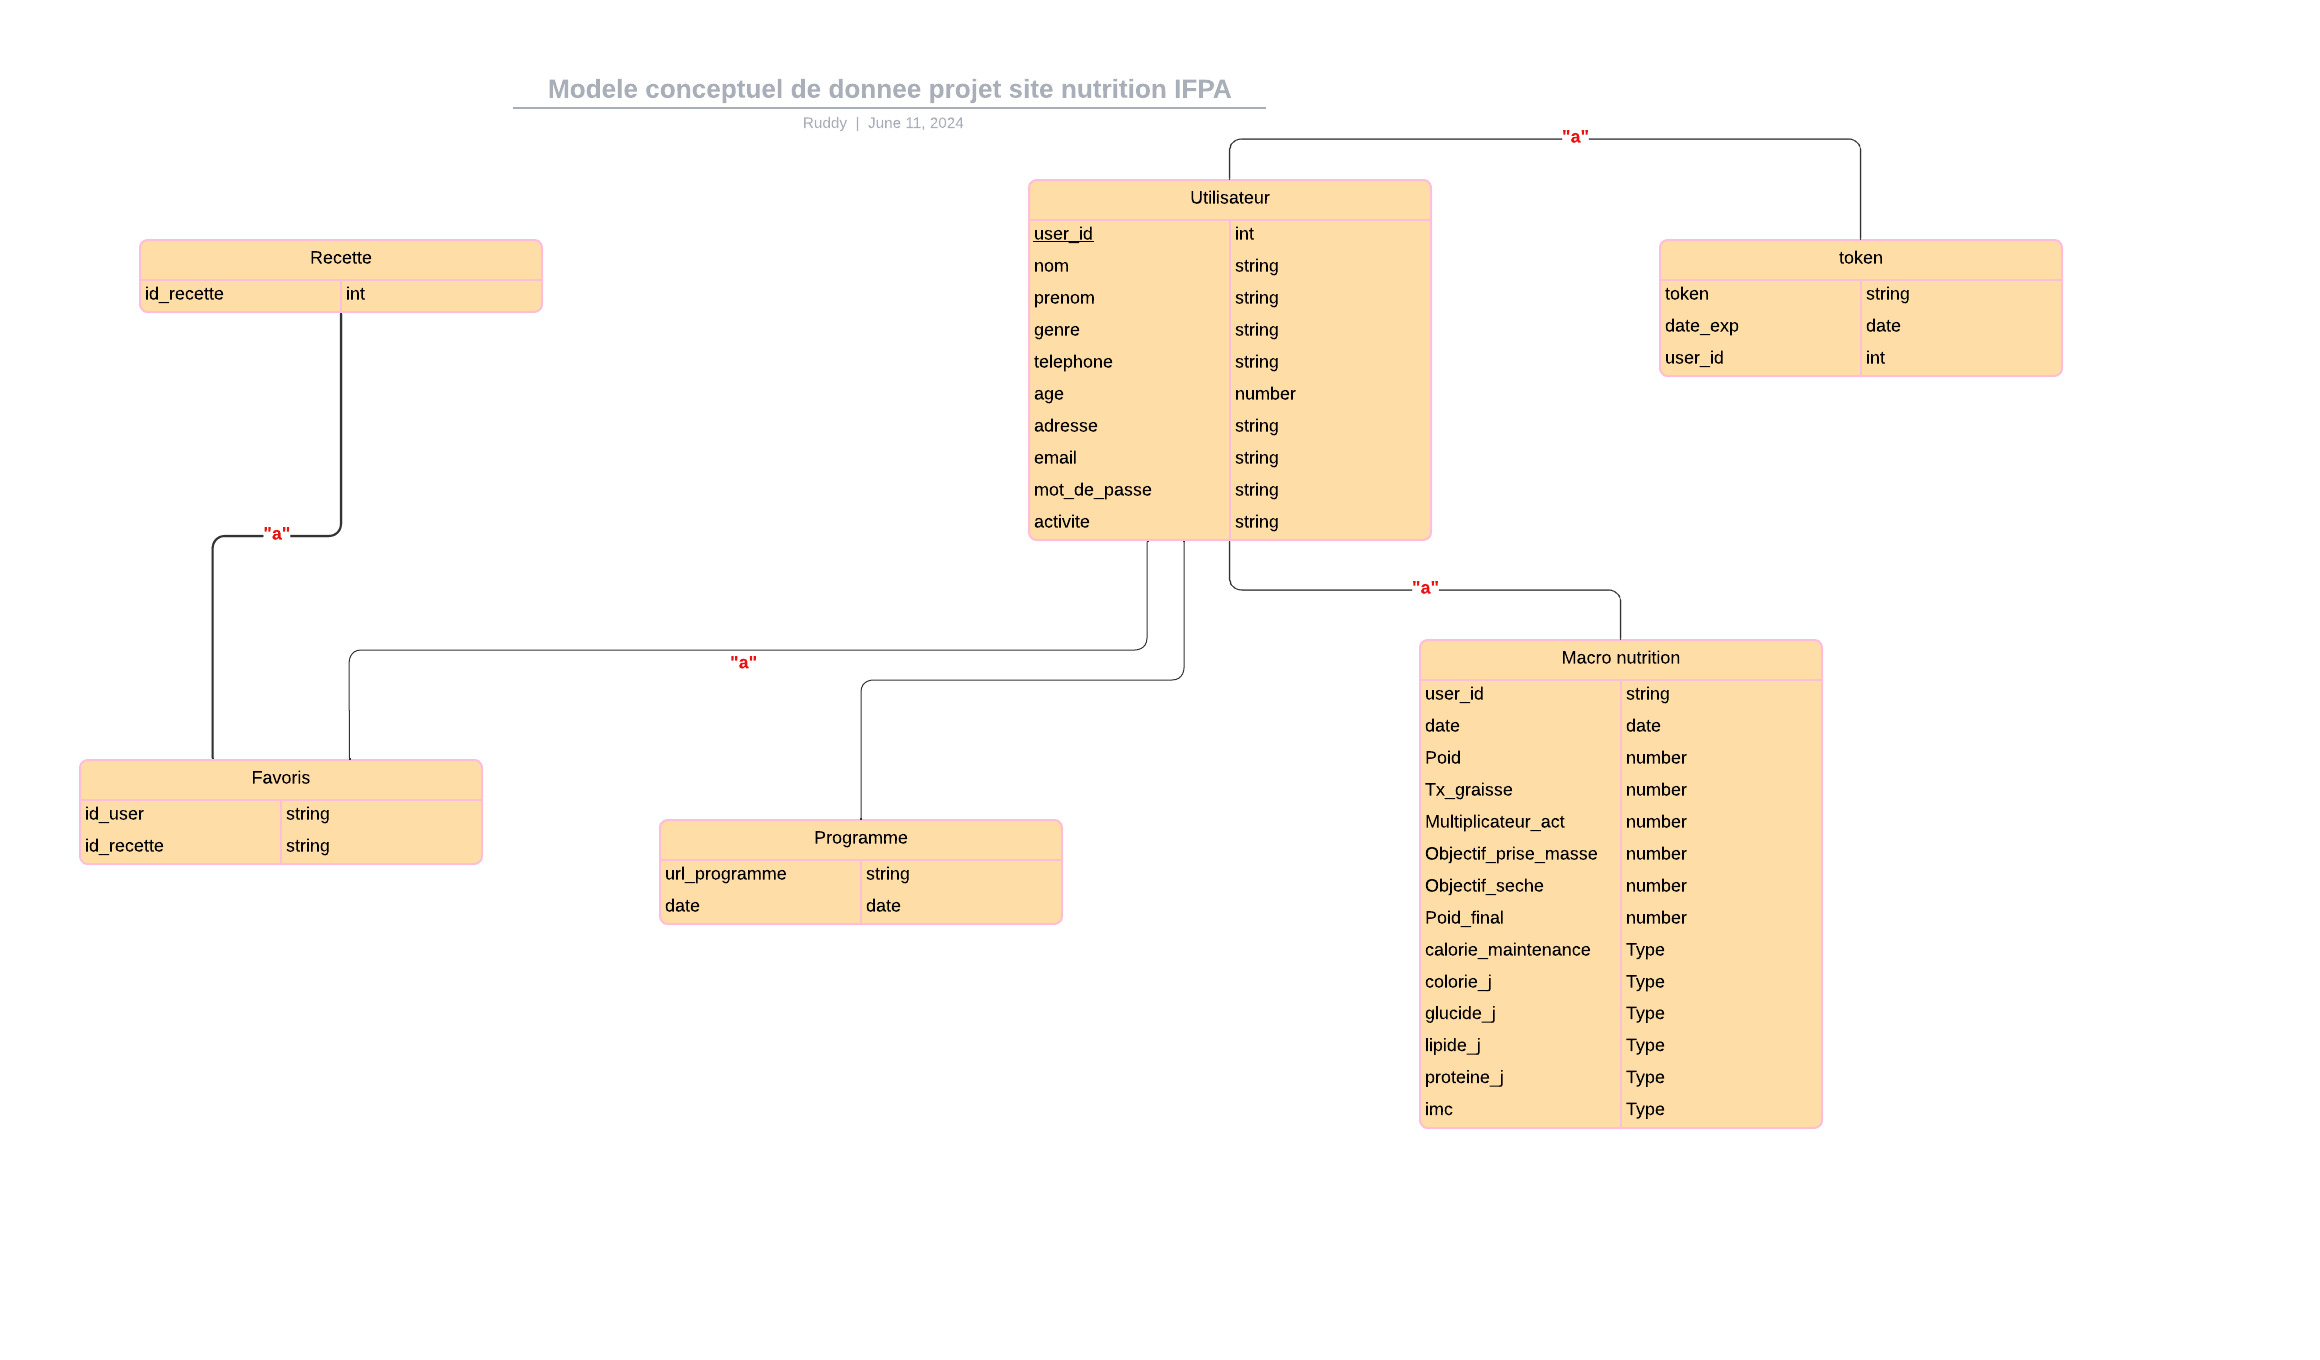 Modele conceptuel de donnee projet site nutrition IFPA
Ruddy | June 11, 2024
"a"
Utilisateur
user_id int
nom string
prenom string
genre string
telephone string
age number
adresse string
email string
mot_de_passe string
activite string
token
token string
date_exp date
user_id int
Recette
id_recette int
"a"
"a"
"a"
Macro nutrition
user_id string
date date
Poid number
Tx_graisse number
Multiplicateur_act number
Objectif_prise_masse number
Objectif_seche number
Poid_final number
calorie_maintenance Type
colorie_j Type
glucide_j Type
lipide_j Type
proteine_j Type
imc Type
Favoris
id_user string
id_recette string
Programme
url_programme string
date date